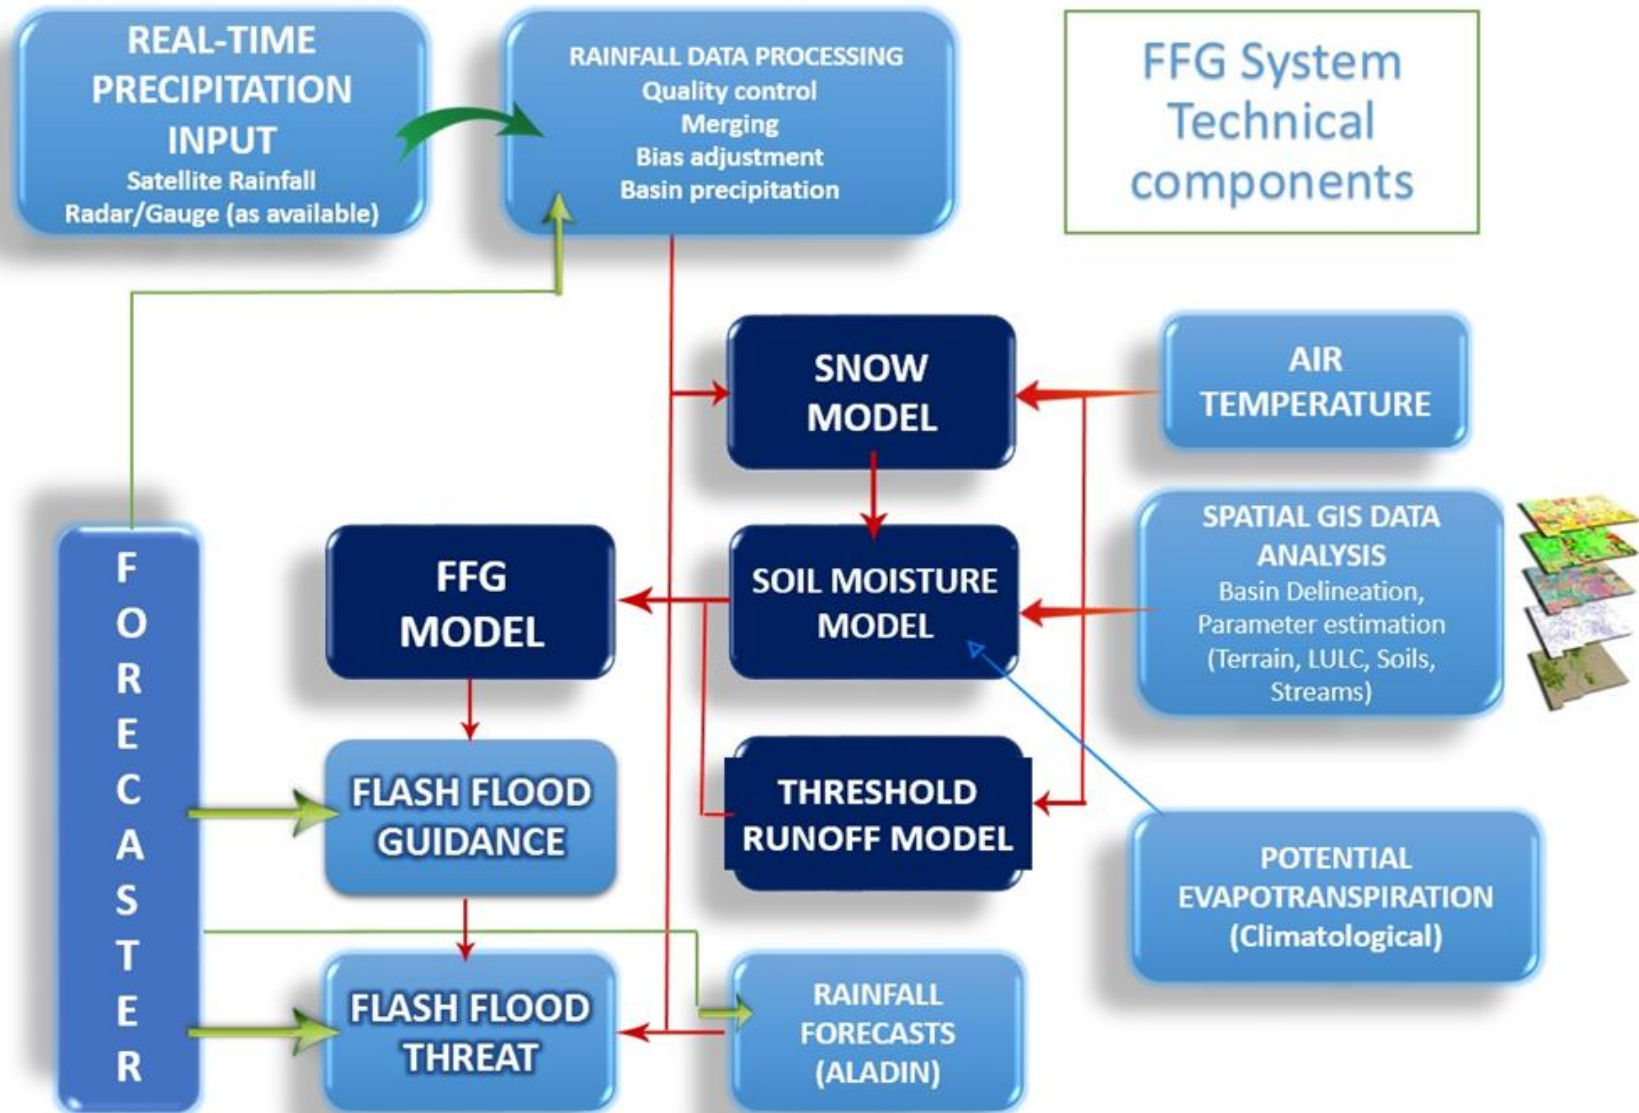 REAL-TIME
PRECIPITATION
INPUT
Satellite Rainfall
Radar/Gauge (as available)
RAINFALL DATA PROCESSING
Quality control
Merging
Bias adjustment
Basin precipitation
FFG System
Technical
components
SNOW
MODEL
AIR
TEMPERATURE
SPATIAL GIS DATA
ANALYSIS
Basin Delineation,
Parameter estimation
(Terrain, LULC, Soils,
Streams)
F
O
R
E
C
A
S
T
E
R
FFG
MODEL
SOIL MOISTURE
MODEL
FLASH FLOOD
GUIDANCE
THRESHOLD
RUNOFF MODEL
POTENTIAL
EVAPOTRANSPIRATION
(Climatological)
FLASH FLOOD
THREAT
RAINFALL
FORECASTS
(ALADIN)